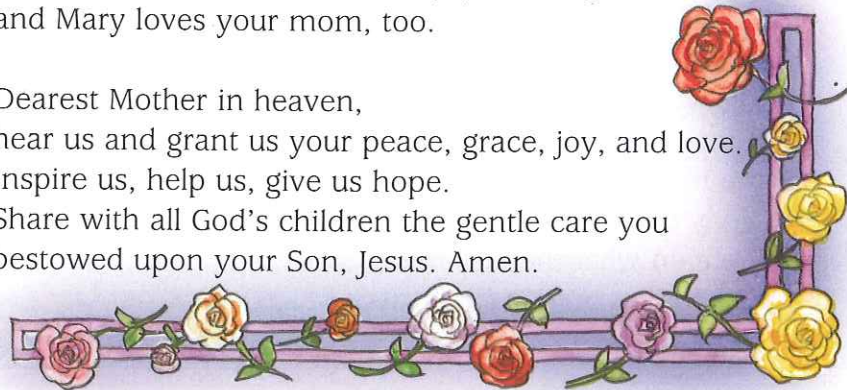 and Mary loves your mom, too.
Dearest Mother in heaven,
hear us and grant us your peace, grace, joy, and love.
Inspire us, help us, give us hope.
Share with all God's children the gentle care you
bestowed upon your Son, Jesus. Amen.